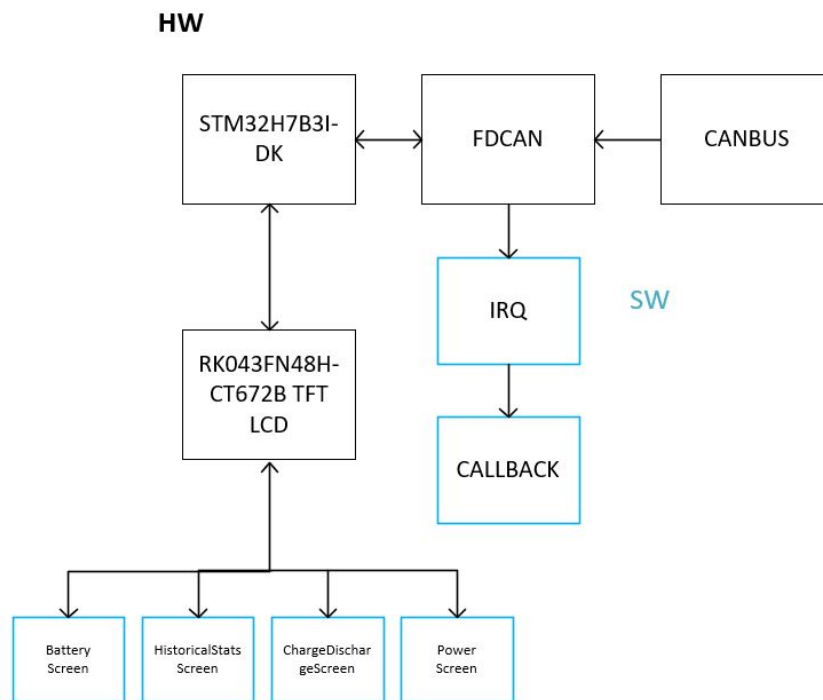 HW
STM32H7B3I-
DK
FDCAN
CANBUS
IRQ
SW
RK043FN48H-
CT672B TFT
LCD
CALLBACK
Battery
Screen
HistoricalStats
Screen
ChargeDischar
geScreen
Power
Screen